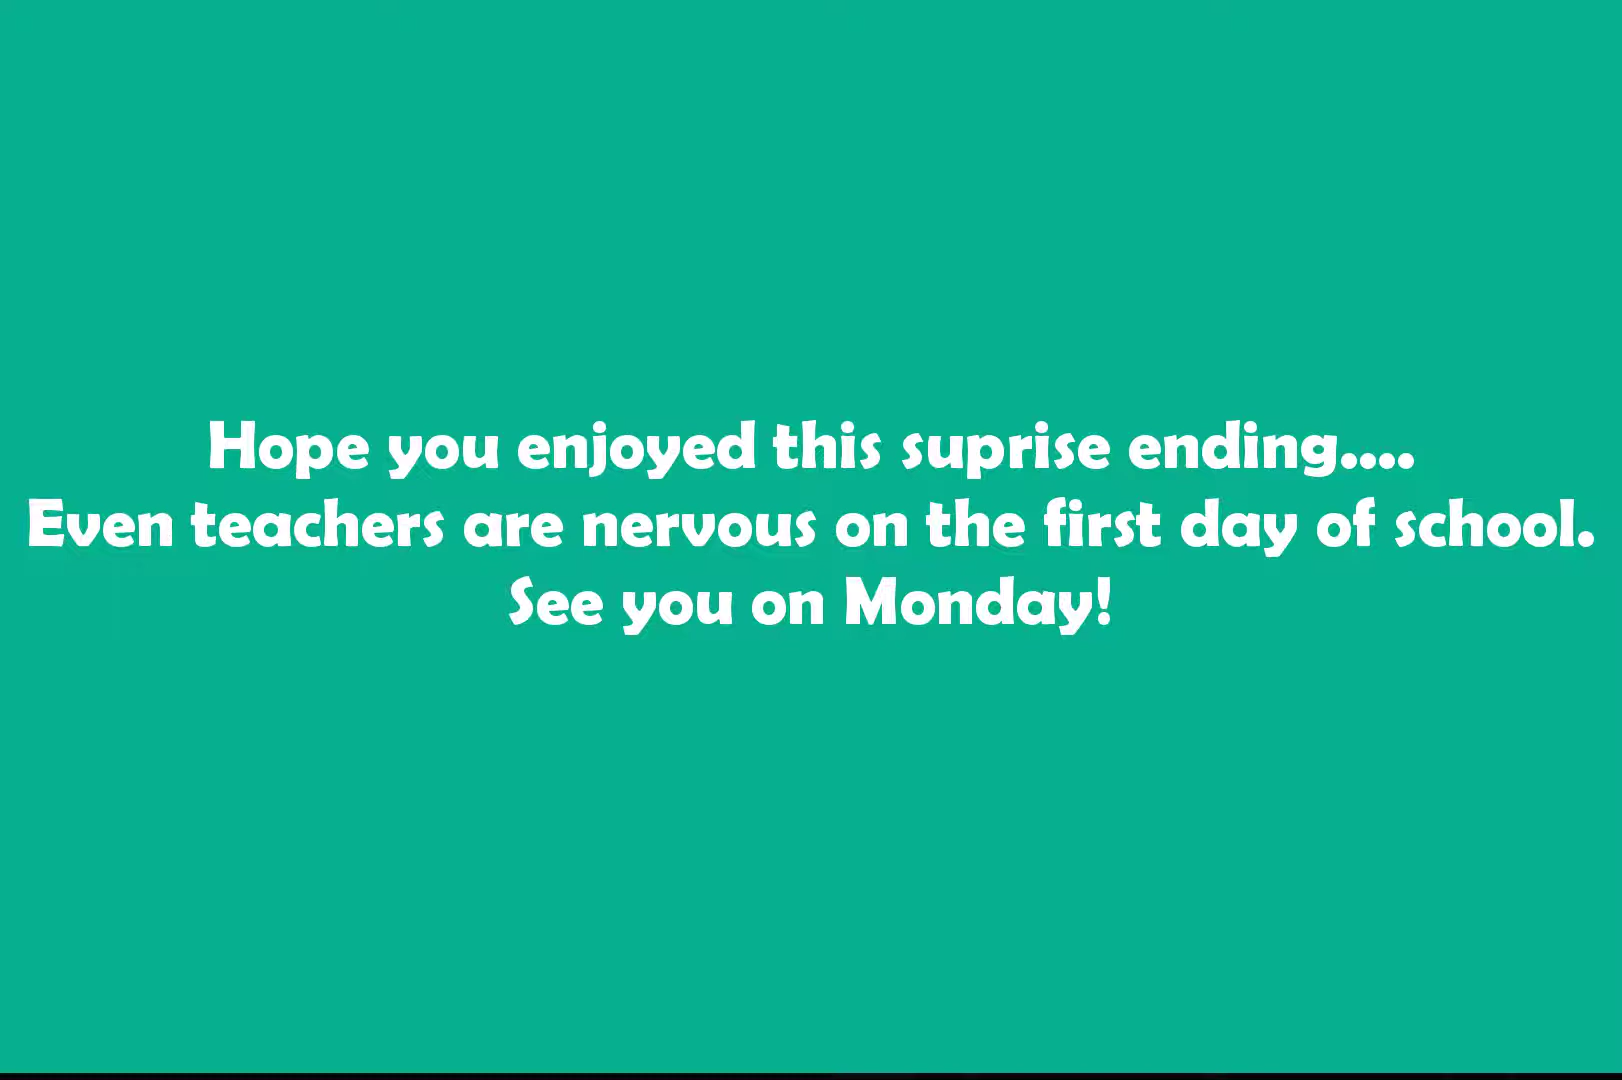 Hope you enjoyed this suprise ending....
Even teachers are nervous on the first day of school.
See you on Monday!